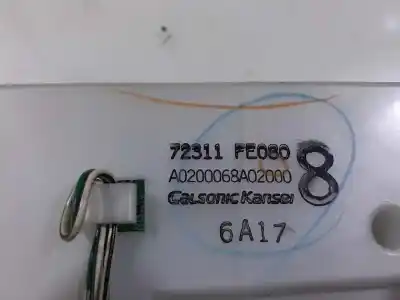 72311 FE080
A0200068A02000
8
Calsonic Kansei
6A17